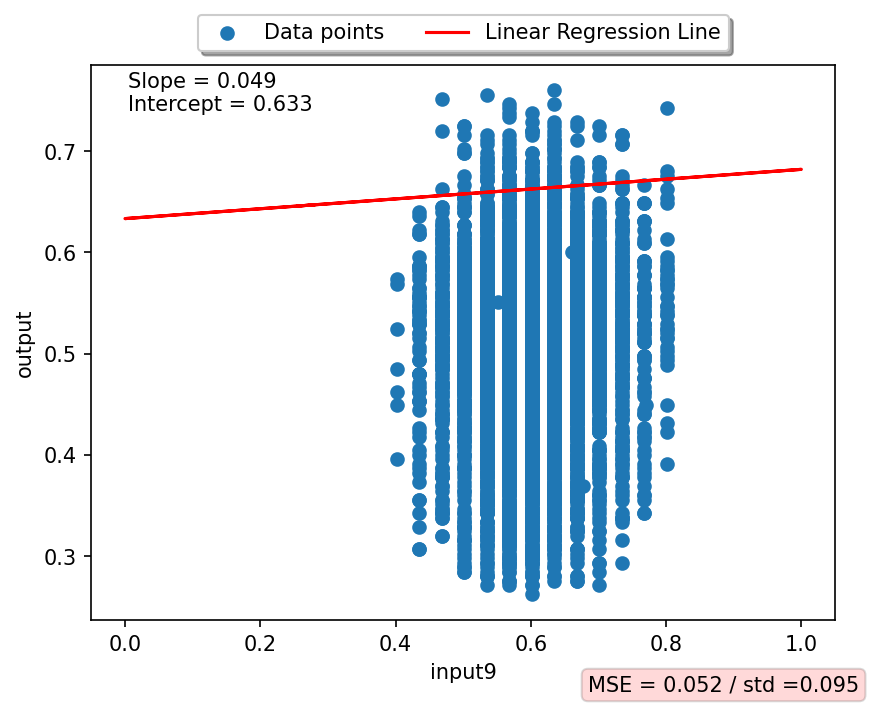 Data points
Linear Regression Line
Slope = 0.049
Intercept = 0.633
0.7
0.6
0.5
0.4
0.3
output
0.0
0.2
0.4
0.6
0.8
1.0
input9
MSE = 0.052 / std =0.095